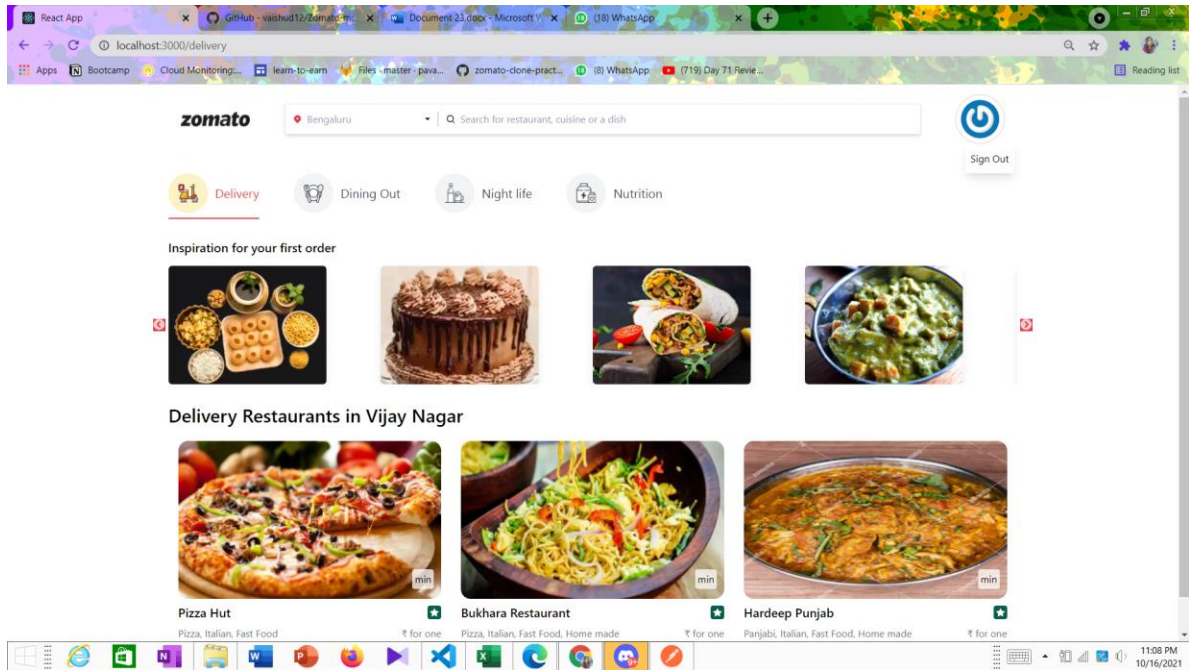 React App
GitHub - vaishud12/Zomato-mc
Document 23.docx - Microsoft W
(18) WhatsApp
localhost:3000/delivery
Apps
Bootcamp
Cloud Monitoring:...
learn-to-earn
Files · master · pava...
zomato-clone-pract...
(8) WhatsApp
(719) Day 71 Revie...
Reading list
zomato
Bengaluru
Search for restaurant, cuisine or a dish
Sign Out
Delivery
Dining Out
Night life
Nutrition
Inspiration for your first order
Delivery Restaurants in Vijay Nagar
min
min
min
Pizza Hut
Bukhara Restaurant
Hardeep Punjab
Pizza, Italian, Fast Food
₹ for one
Pizza, Italian, Fast Food, Home made
₹ for one
Panjabi, Italian, Fast Food, Home made
₹ for one
11:08 PM
10/16/2021